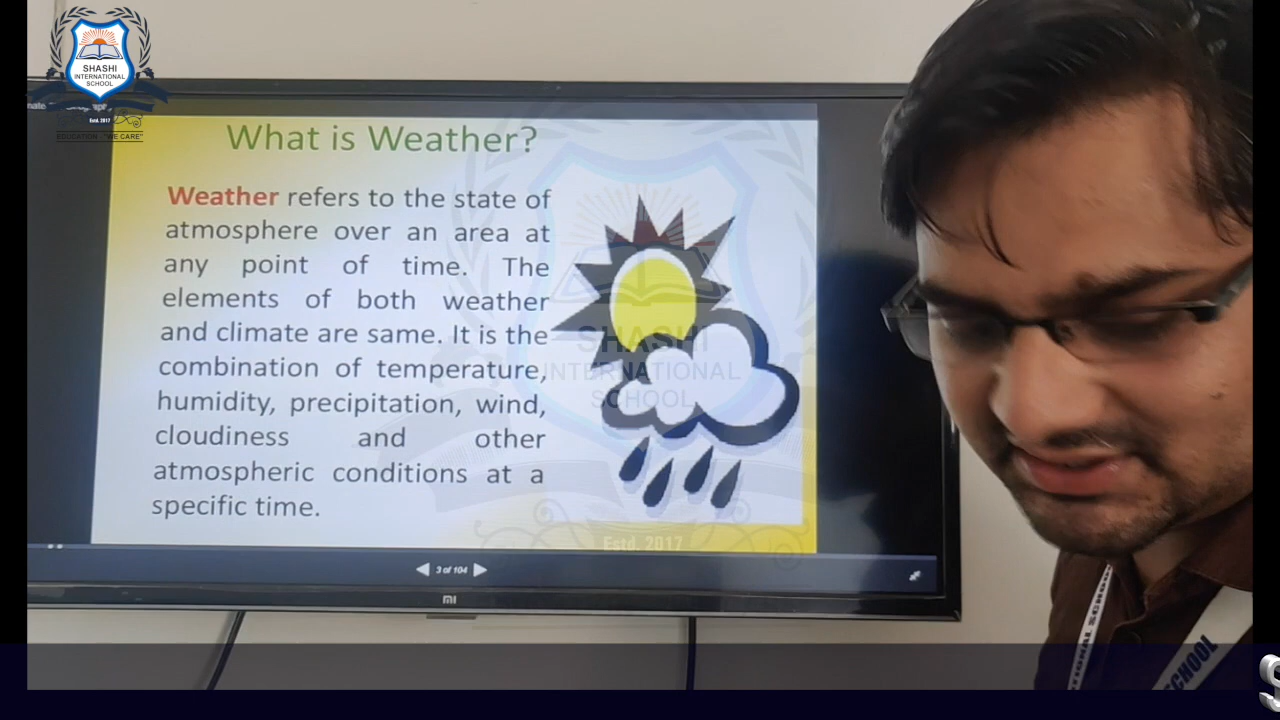 SHASHI
INTERNATIONAL
SCHOOL
Estd. 2017
EDUCATION "WE CARE"
What is Weather?
Weather refers to the state of
atmosphere over an area at
any point of time. The
elements of both weather
and climate are same. It is the
combination of temperature,
humidity, precipitation, wind,
cloudiness and other
atmospheric conditions at a
specific time.
SHASHI
INTERNATIONAL
SCHOOL
Estd. 2017
3 of 104
mi
SCHOOL